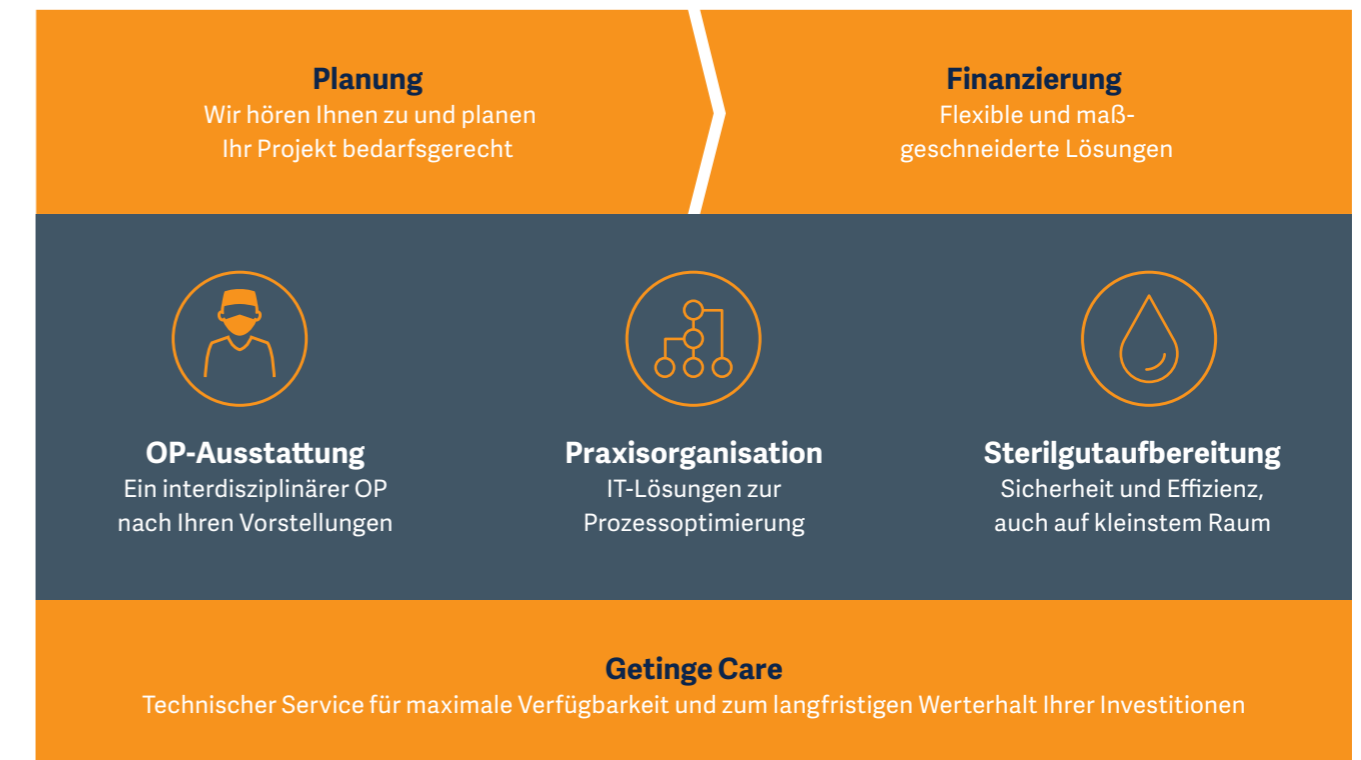 Planung
Wir hören Ihnen zu und planen
Ihr Projekt bedarfsgerecht
Finanzierung
Flexible und maß-
geschneiderte Lösungen
OP-Ausstattung
Ein interdisziplinärer OP
nach Ihren Vorstellungen
Praxisorganisation
IT-Lösungen zur
Prozessoptimierung
Sterilgutaufbereitung
Sicherheit und Effizienz,
auch auf kleinstem Raum
Getinge Care
Technischer Service für maximale Verfügbarkeit und zum langfristigen Werterhalt Ihrer Investitionen